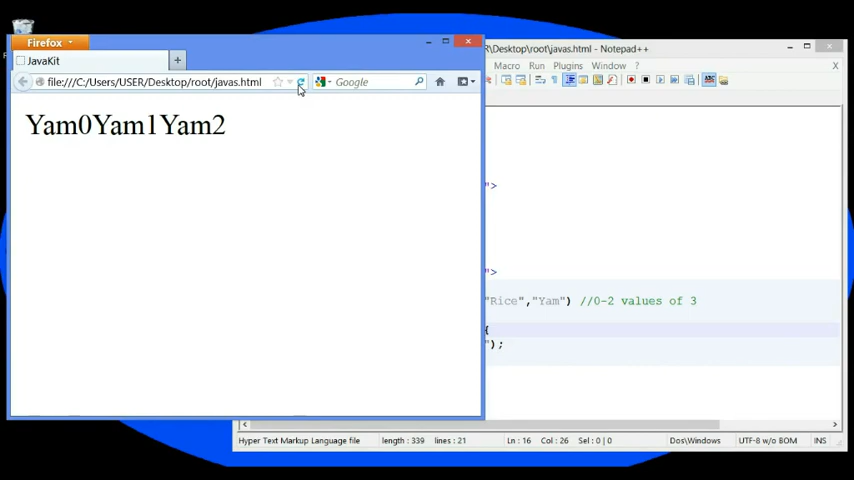 Firefox
R\Desktop\root\javas.html - Notepad++
JavaKit
Macro Run Plugins Window ? X
file:///C:/Users/USER/Desktop/root/javas.html
Google
Yam0Yam1Yam2
">
">
"Rice","Yam") //0-2 values of 3
{
");
Hyper Text Markup Language file length : 339 lines : 21 Ln : 16 Col : 26 Sel : 0 | 0 Dos\Windows UTF-8 w/o BOM INS